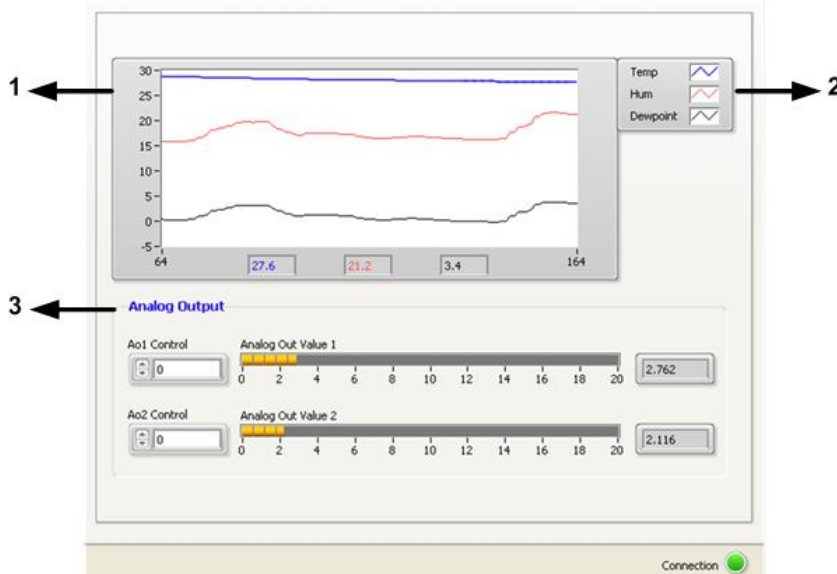 1
2
3
30
25
20
15
10
5
0
-5
64
164
27.6
21.2
3.4
Temp
Hum
Dewpoint
Analog Output
Ao1 Control
0
Analog Out Value 1
0 2 4 6 8 10 12 14 16 18 20
2.762
Ao2 Control
0
Analog Out Value 2
0 2 4 6 8 10 12 14 16 18 20
2.116
Connection